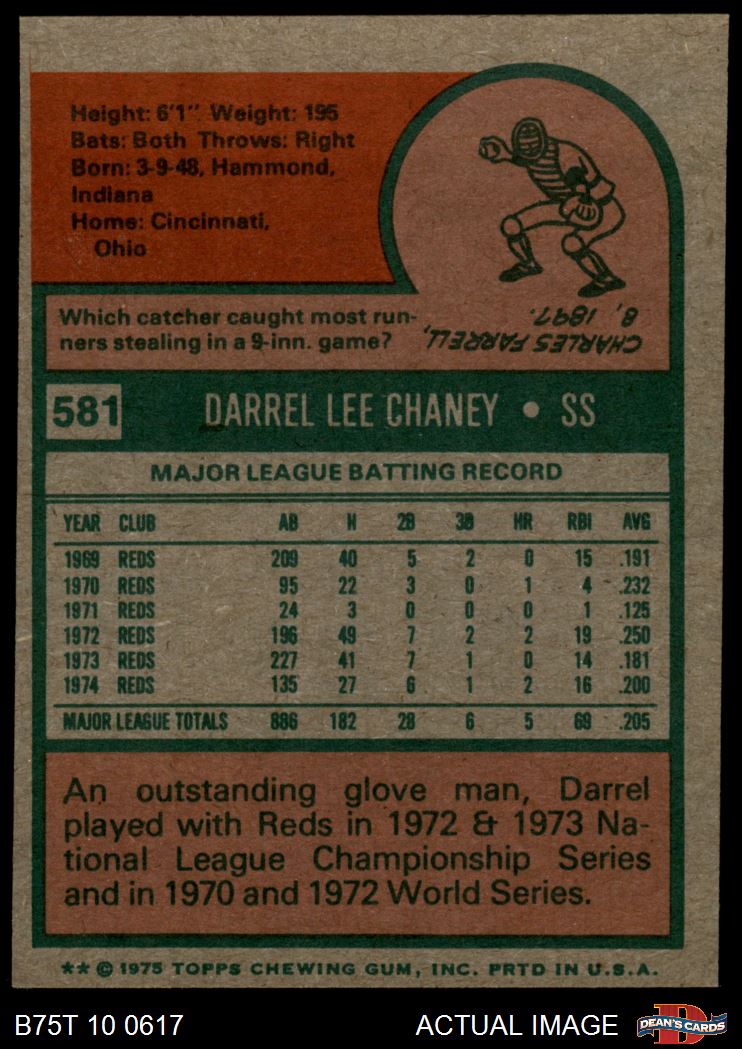 Height: 6'1" Weight: 195
Bats: Both Throws: Right
Born: 3-9-48, Hammond,
Indiana
Home: Cincinnati,
Ohio
Which catcher caught most run-
ners stealing in a 9-inn. game?
CHARLES FARRELL,
8, 1897.
581 DARREL LEE CHANEY • SS
MAJOR LEAGUE BATTING RECORD
YEAR CLUB AB H 2B 3B HR RBI AVG
1969 REDS 209 40 5 2 0 15 .191
1970 REDS 95 22 3 0 1 4 .232
1971 REDS 24 3 0 0 0 1 .125
1972 REDS 196 49 7 2 2 19 .250
1973 REDS 227 41 7 1 0 14 .181
1974 REDS 135 27 6 1 2 16 .200
MAJOR LEAGUE TOTALS 886 182 28 6 5 69 .205
An outstanding glove man, Darrel
played with Reds in 1972 & 1973 Na-
tional League Championship Series
and in 1970 and 1972 World Series.
** © 1975 TOPPS CHEWING GUM, INC. PRTD IN U.S.A.
B75T 10 0617 ACTUAL IMAGE DEAN'S CARDS